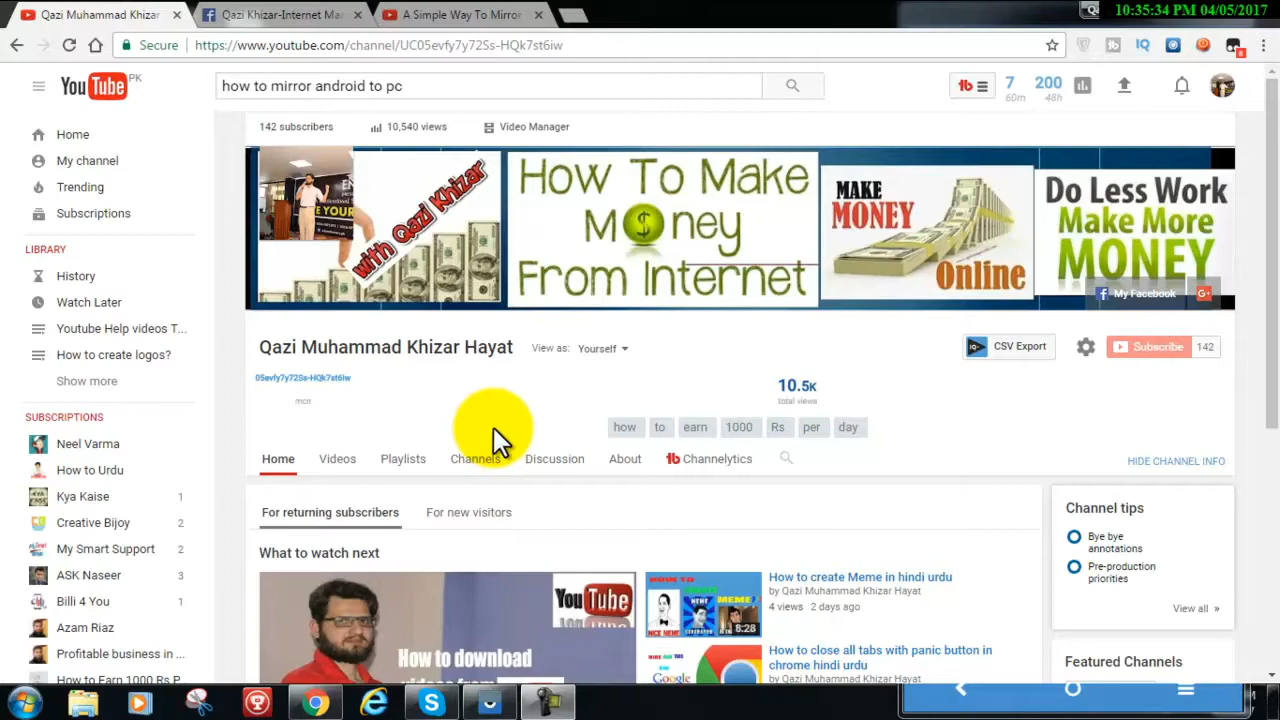 Qazi Muhammad Khizar
Qazi Khizar-Internet Mar
A Simple Way To Mirror
10:35:34 PM 04/05/2017
Secure
https://www.youtube.com/channel/UC05evfy7y72Ss-HQk7st6iw
YouTube PK
how to mirror android to pc
7
60m
200
48h
Home
My channel
Trending
Subscriptions
LIBRARY
History
Watch Later
Youtube Help videos T...
How to create logos?
Show more
SUBSCRIPTIONS
Neel Varma
How to Urdu
Kya Kaise 1
Creative Bijoy 2
My Smart Support 2
ASK Naseer 3
Billi 4 You 1
Azam Riaz
Profitable business in ...
How to Earn 1000 Rs P
142 subscribers
10,540 views
Video Manager
with Qazi Khizar
How To Make
Money
From Internet
MAKE
MONEY
Online
Do Less Work
Make More
MONEY
My Facebook
Qazi Muhammad Khizar Hayat
View as: Yourself
CSV Export
Subscribe 142
05evfy7y72Ss-HQk7st6iw
10.5K
total views
how to earn 1000 Rs per day
Home Videos Playlists Channels Discussion About Channelytics
HIDE CHANNEL INFO
For returning subscribers
For new visitors
What to watch next
YouTube
How to download
How to create Meme in hindi urdu
by Qazi Muhammad Khizar Hayat
4 views 2 days ago
8:28
How to close all tabs with panic button in
chrome hindi urdu
by Qazi Muhammad Khizar Hayat
Google
Channel tips
Bye bye
annotations
Pre-production
priorities
View all »
Featured Channels